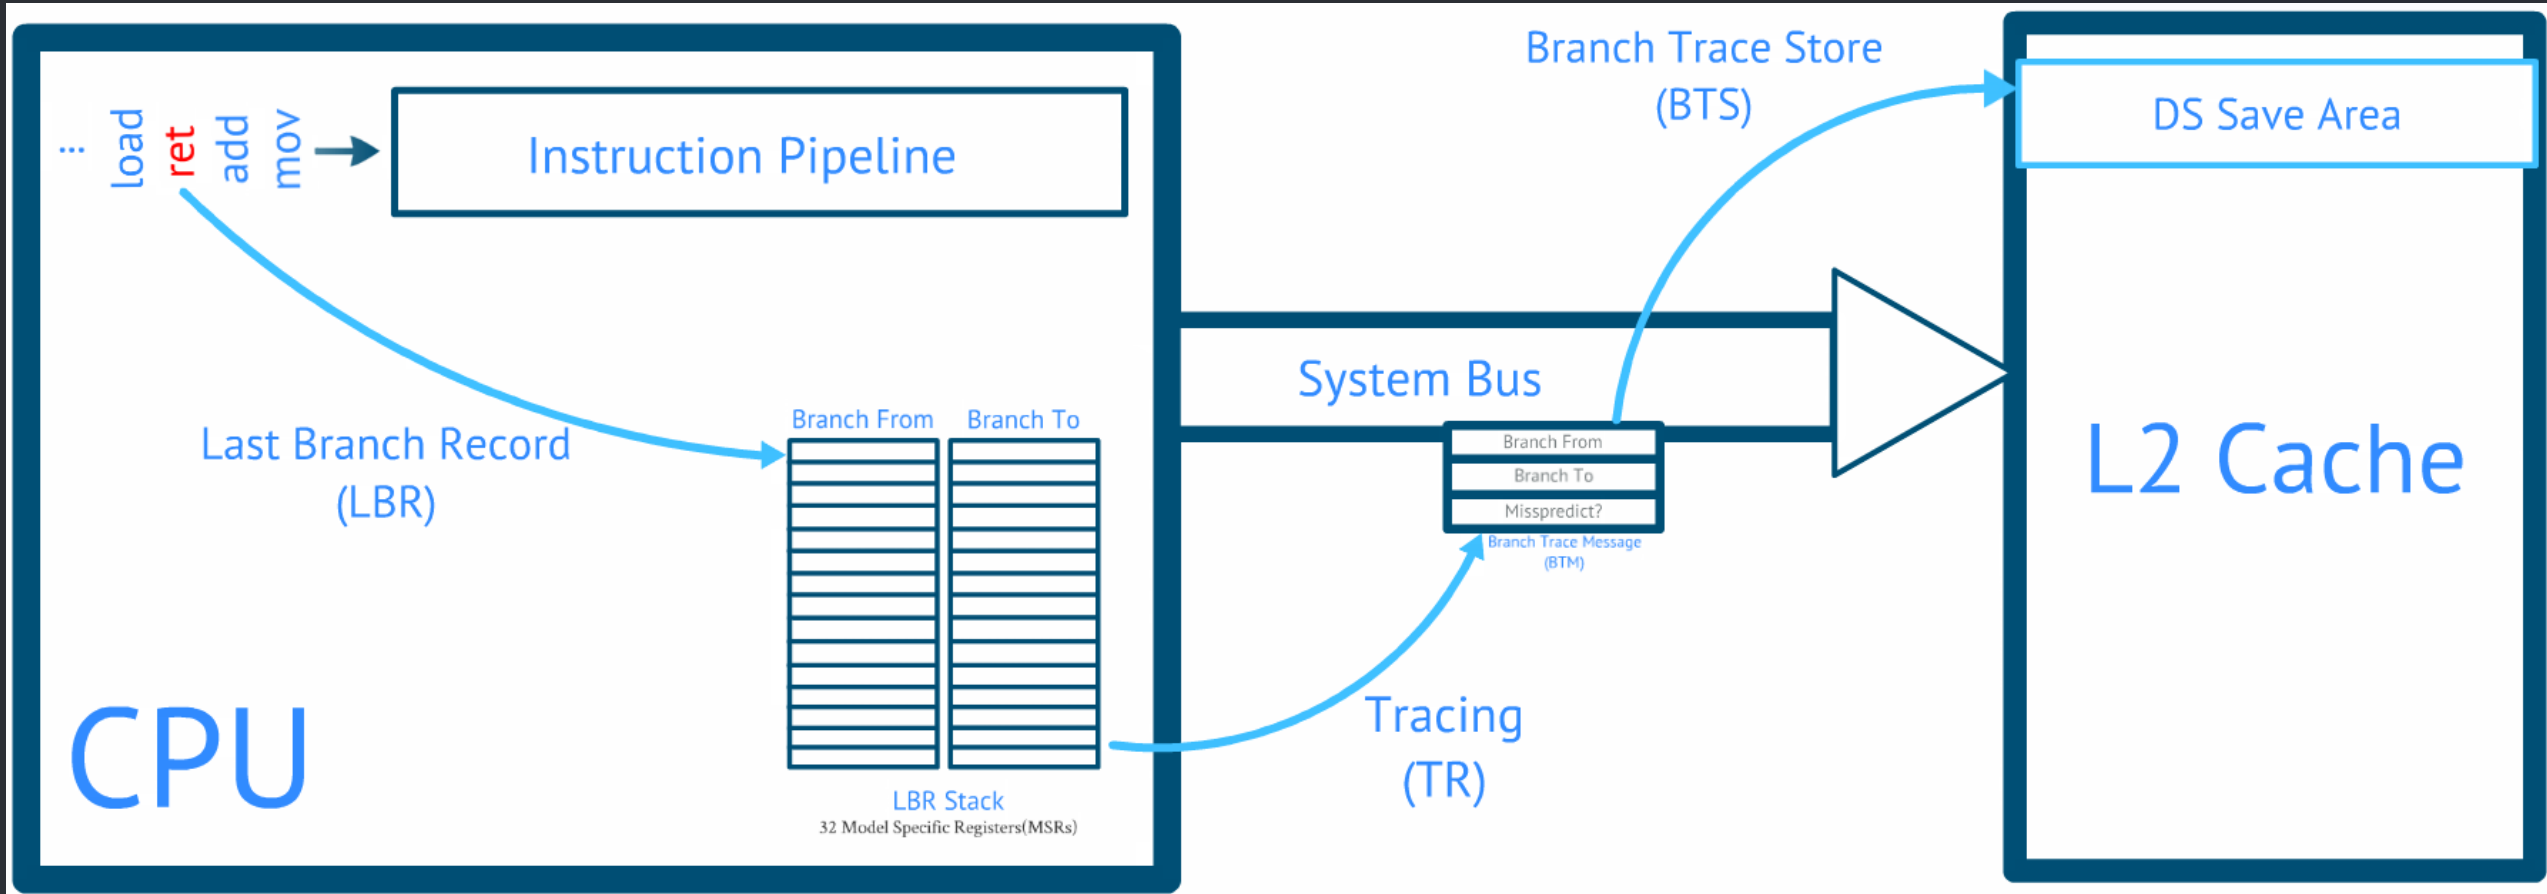 ...
load
ret
add
mov
Instruction Pipeline
Last Branch Record
(LBR)
Branch From
Branch To
LBR Stack
32 Model Specific Registers(MSRs)
CPU
System Bus
Branch From
Branch To
Misspredict?
Branch Trace Message
(BTM)
Tracing
(TR)
Branch Trace Store
(BTS)
DS Save Area
L2 Cache